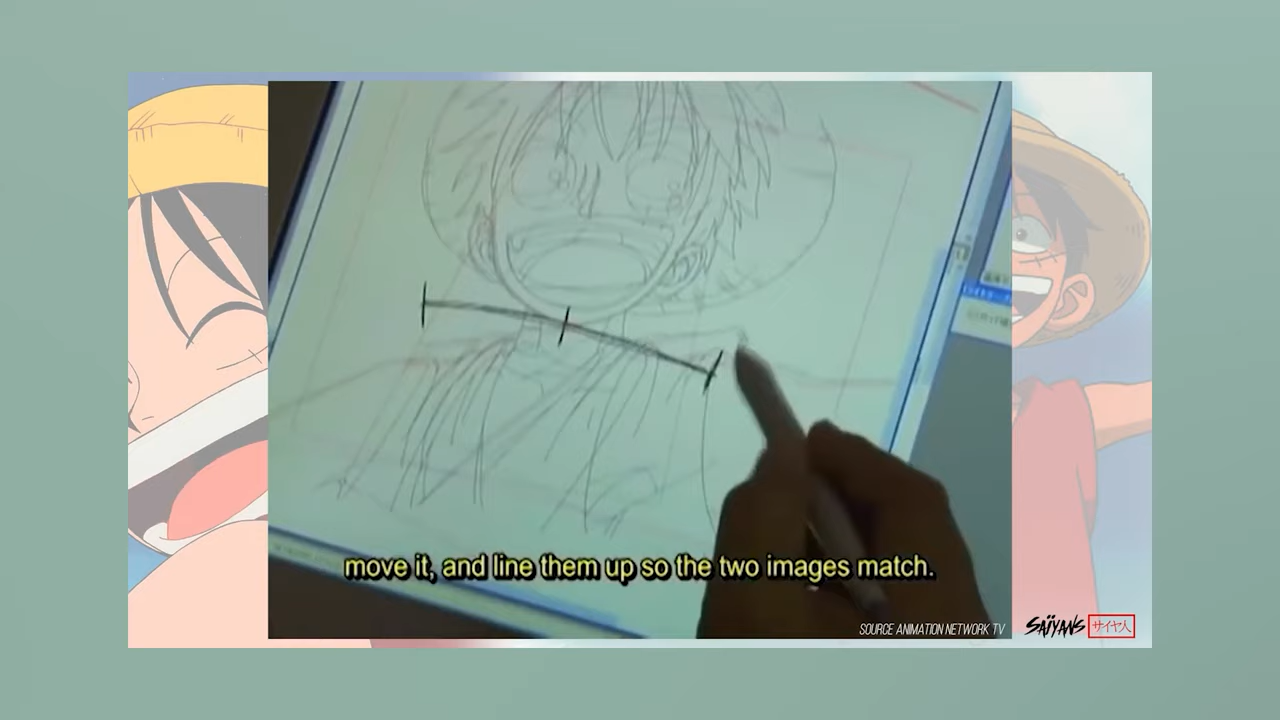 move it, and line them up so the two images match.
SOURCE ANIMATION NETWORK TV
SAÏYANS サイヤ人